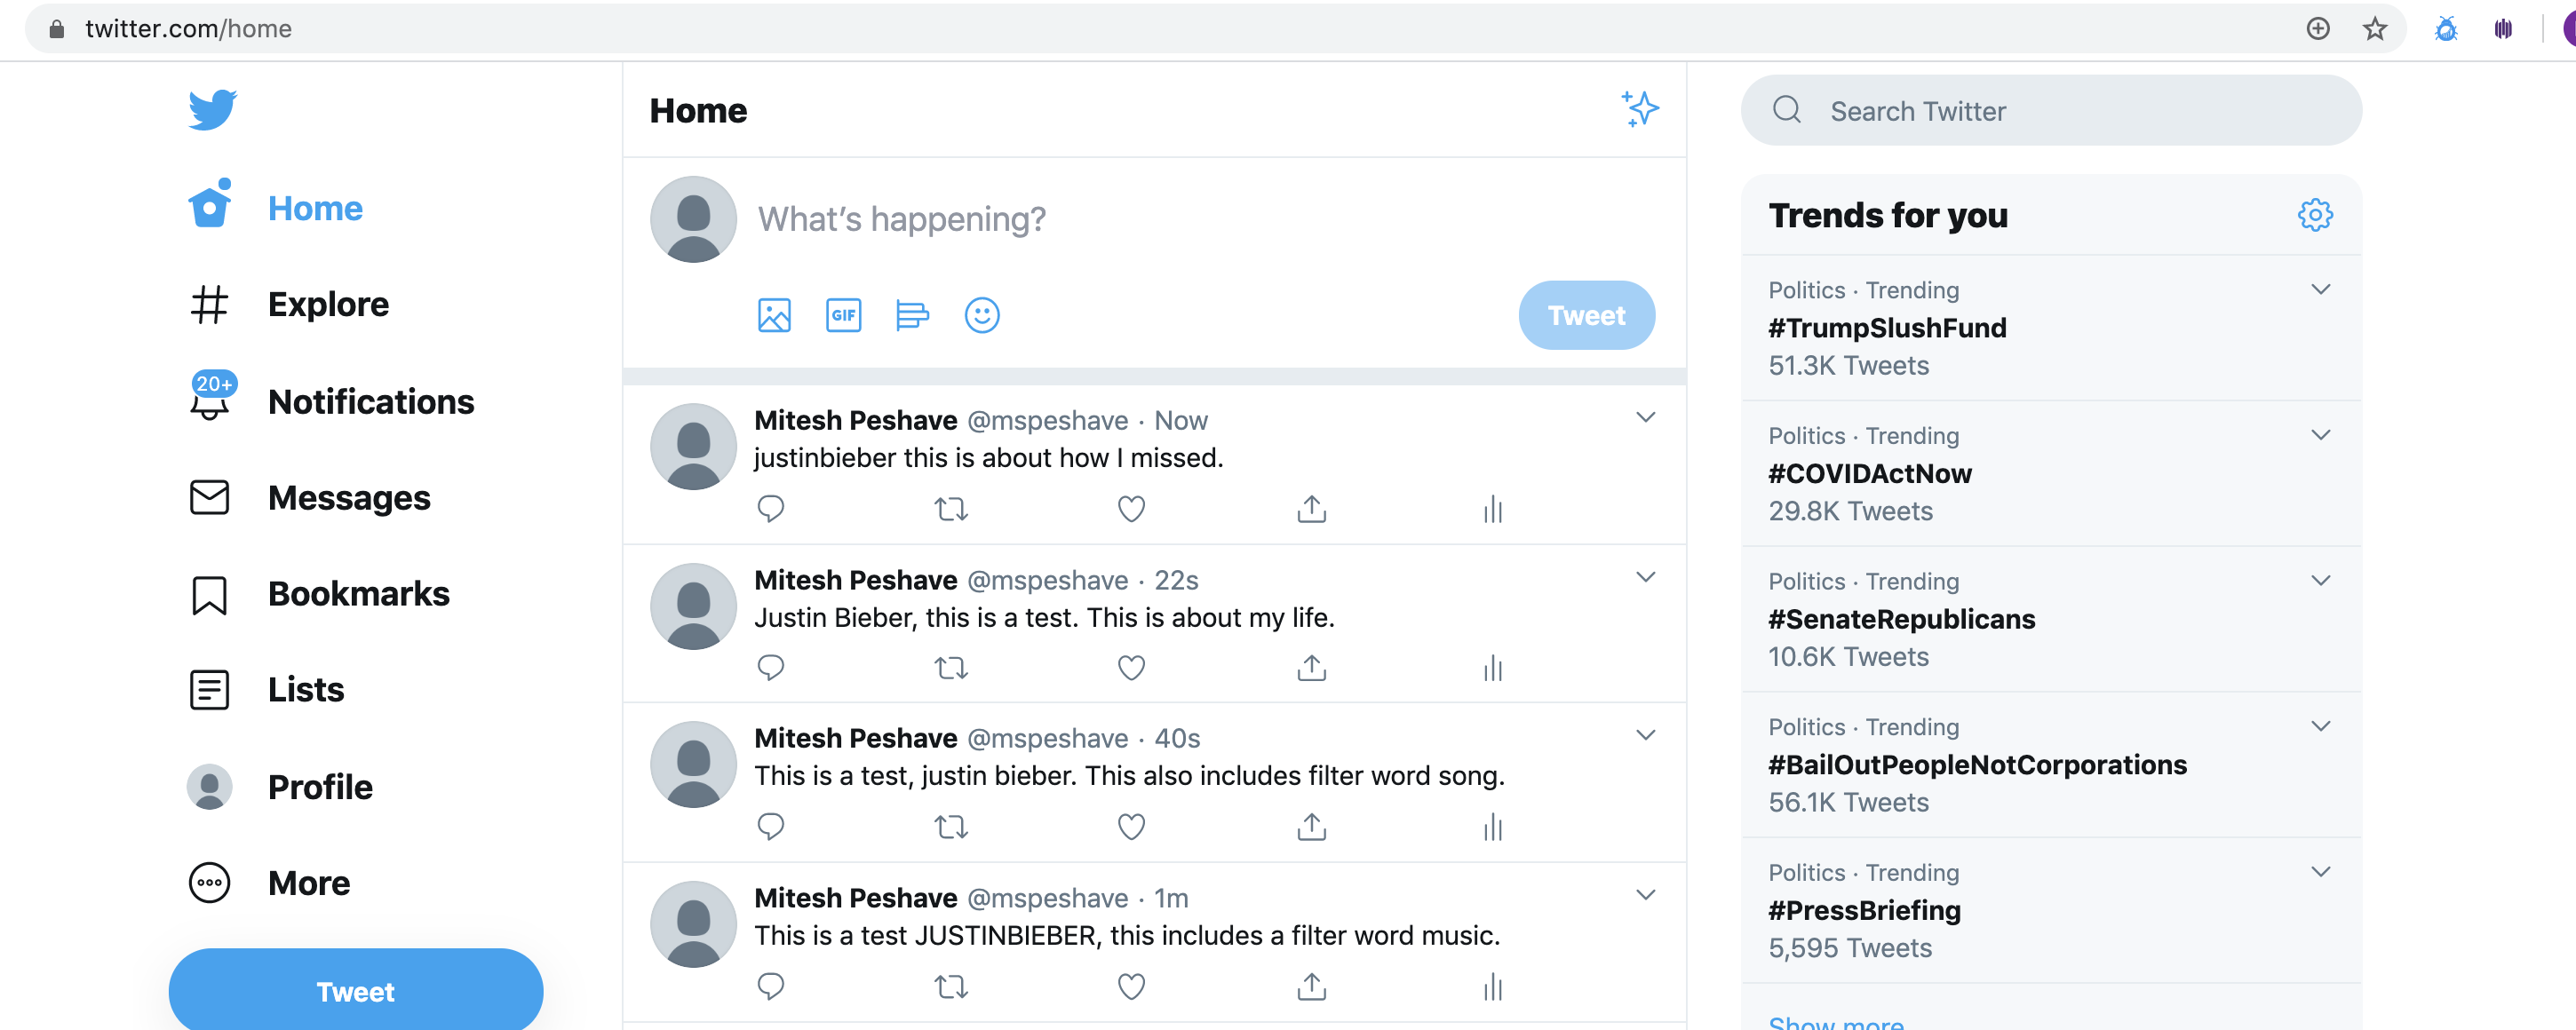 twitter.com/home
Home
Explore
20+
Notifications
Messages
Bookmarks
Lists
Profile
More
Tweet
Home
What’s happening?
GIF
Tweet
Mitesh Peshave @mspeshave · Now
justinbieber this is about how I missed.
Mitesh Peshave @mspeshave · 22s
Justin Bieber, this is a test. This is about my life.
Mitesh Peshave @mspeshave · 40s
This is a test, justin bieber. This also includes filter word song.
Mitesh Peshave @mspeshave · 1m
This is a test JUSTINBIEBER, this includes a filter word music.
Search Twitter
Trends for you
Politics · Trending
#TrumpSlushFund
51.3K Tweets
Politics · Trending
#COVIDActNow
29.8K Tweets
Politics · Trending
#SenateRepublicans
10.6K Tweets
Politics · Trending
#BailOutPeopleNotCorporations
56.1K Tweets
Politics · Trending
#PressBriefing
5,595 Tweets
Show more